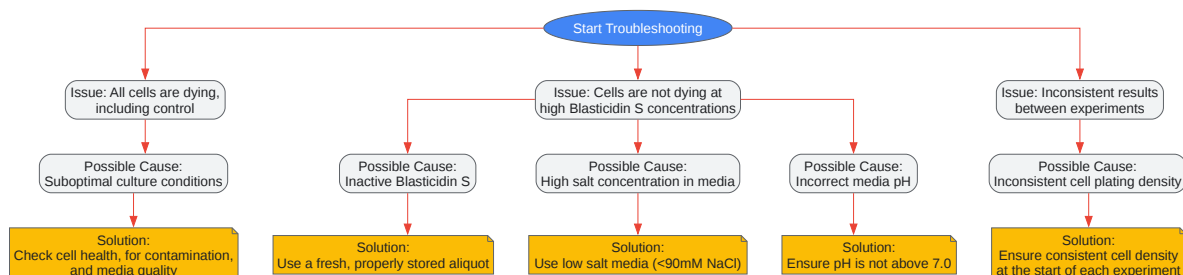 Start Troubleshooting
Issue: All cells are dying,
including control
Issue: Cells are not dying at
high Blasticidin S concentrations
Issue: Inconsistent results
between experiments
Possible Cause:
Suboptimal culture conditions
Possible Cause:
Inactive Blasticidin S
Possible Cause:
High salt concentration in media
Possible Cause:
Incorrect media pH
Possible Cause:
Inconsistent cell plating density
Solution:
Check cell health, for contamination,
and media quality
Solution:
Use a fresh, properly stored aliquot
Solution:
Use low salt media (<90mM NaCl)
Solution:
Ensure pH is not above 7.0
Solution:
Ensure consistent cell density
at the start of each experiment